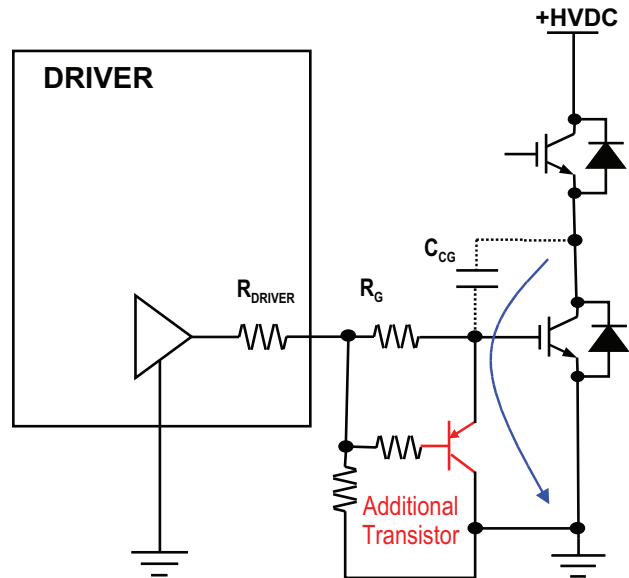 +HVDC
DRIVER
C_CG
R_DRIVER
R_G
Additional
Transistor